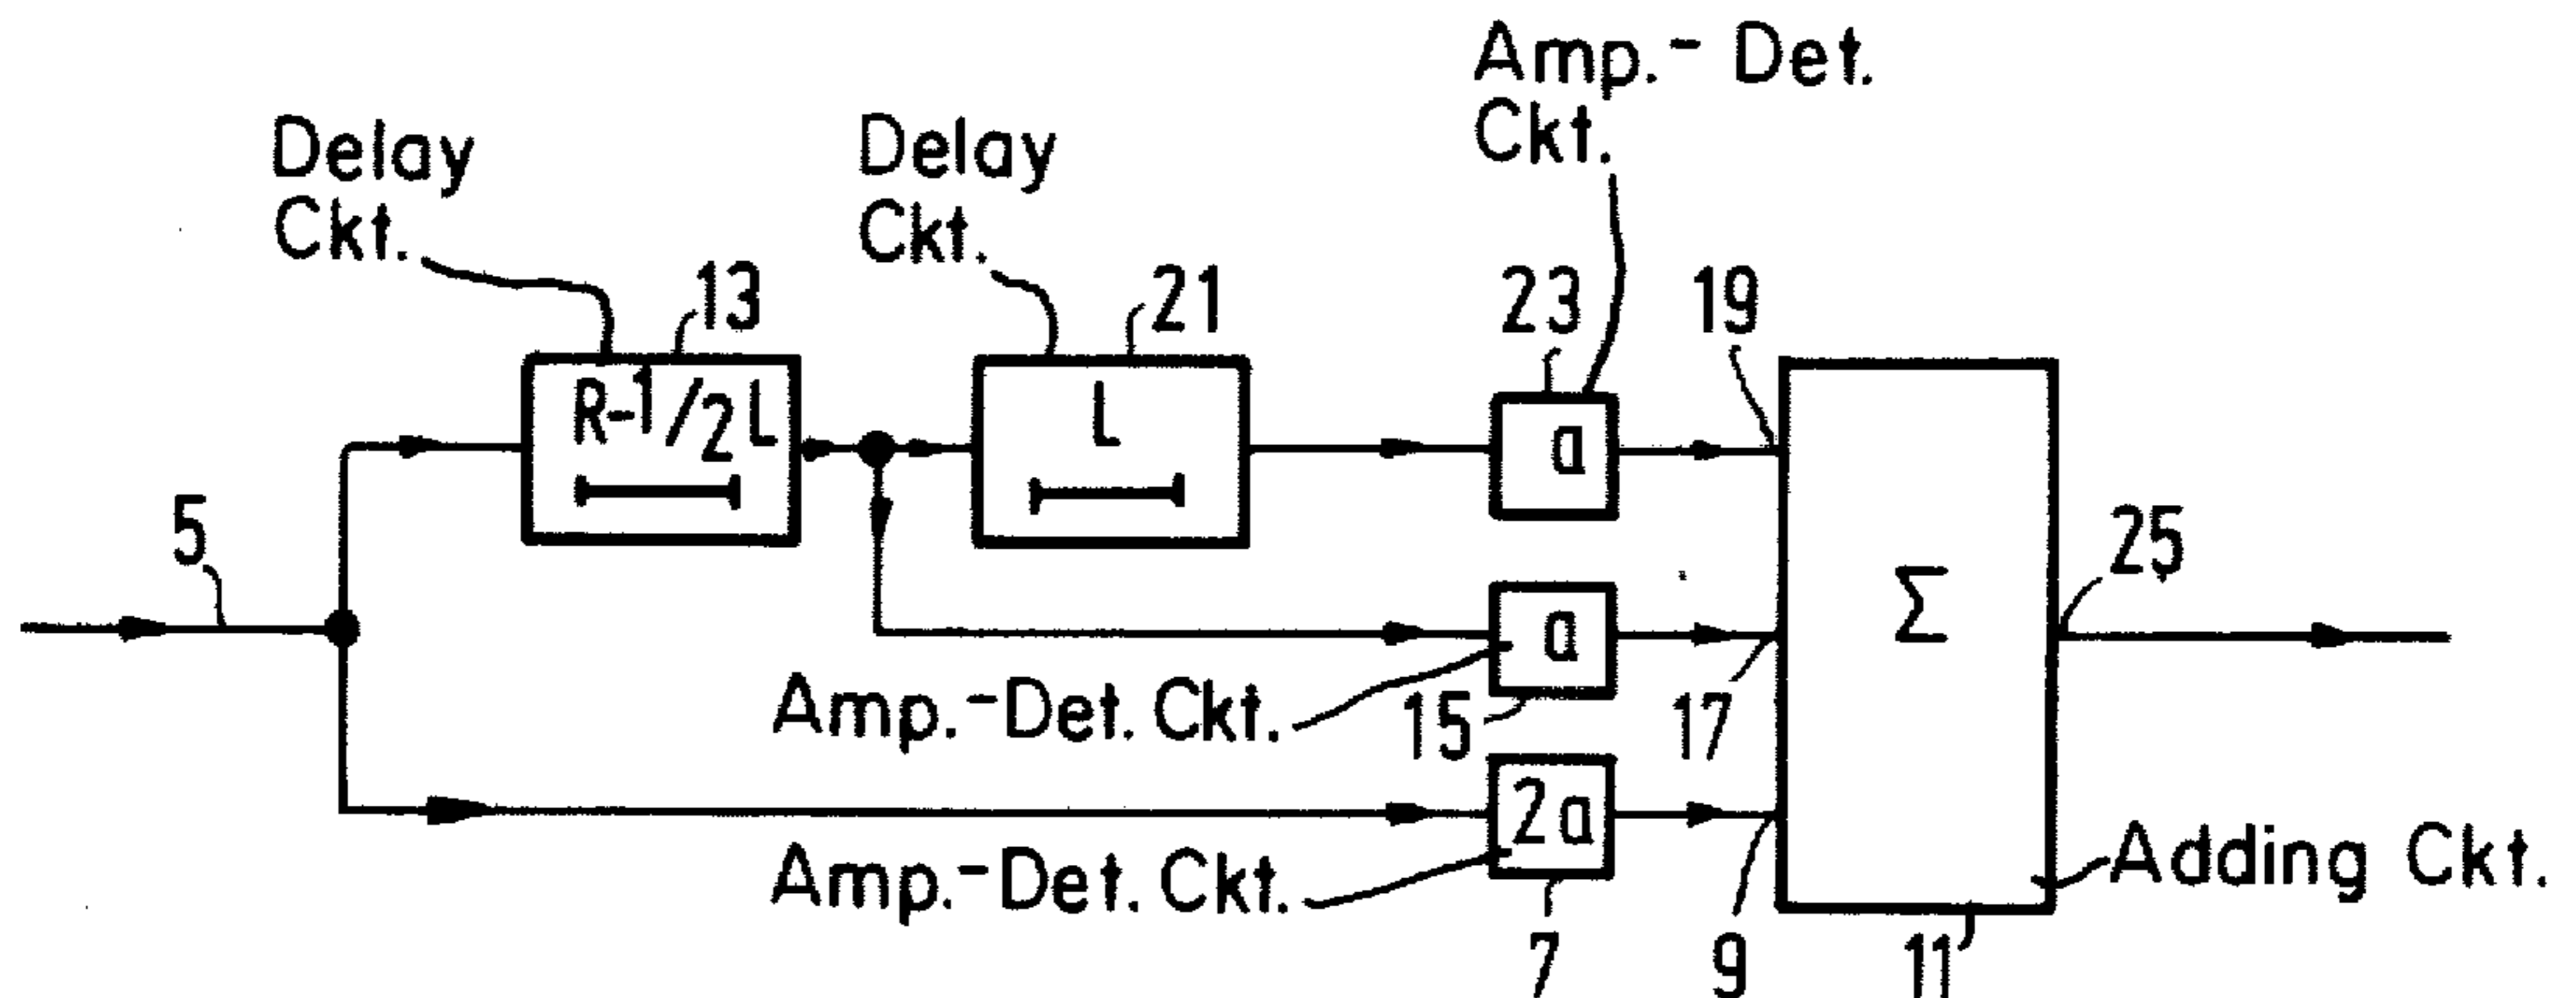 Amp.- Det.
Ckt.
Delay
Ckt.
Delay
Ckt.
13
21
23
19
R-1/2 L
L
a
5
25
a
Σ
Amp.-Det. Ckt.
15
17
2a
Amp.-Det. Ckt.
Adding Ckt.
7
9
11